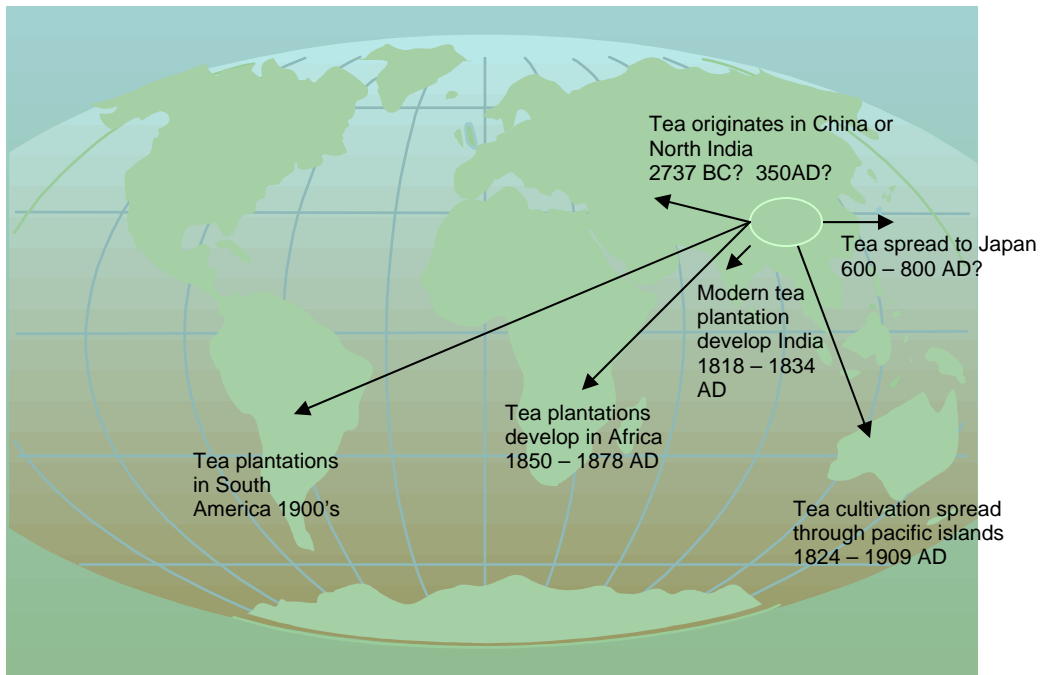 Tea originates in China or
North India
2737 BC?  350AD?
Tea spread to Japan
600 – 800 AD?
Modern tea
plantation
develop India
1818 – 1834
AD
Tea plantations
develop in Africa
1850 – 1878 AD
Tea plantations
in South
America 1900's
Tea cultivation spread
through pacific islands
1824 – 1909 AD